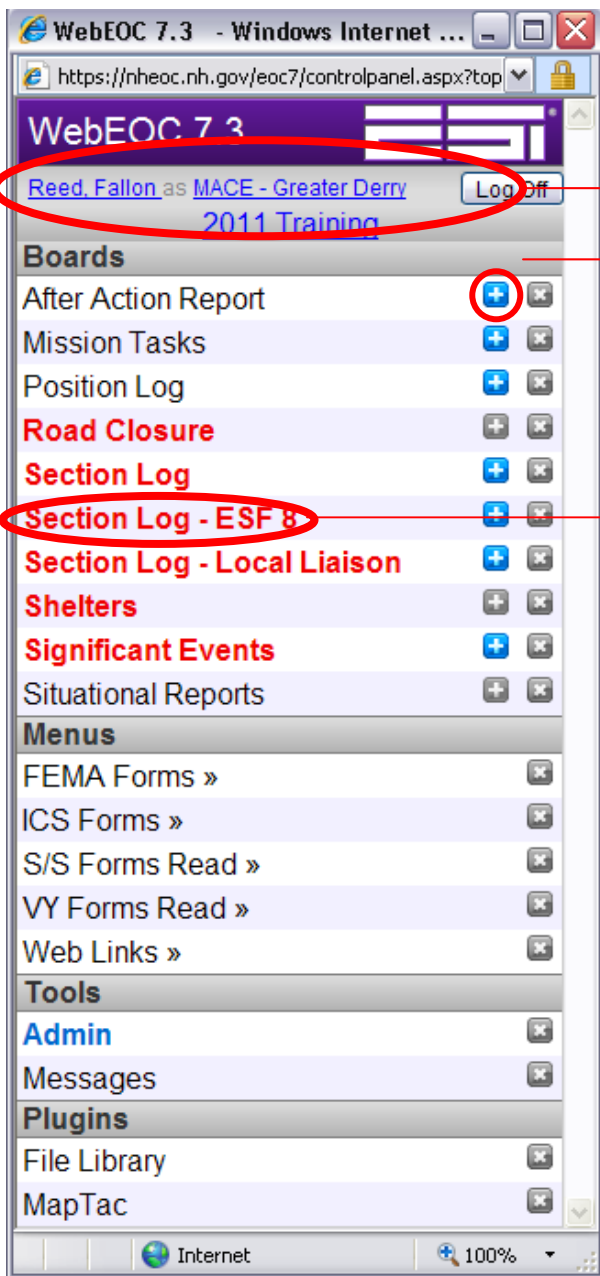 WebEOC 7.3 - Windows Internet ...
https://nheoc.nh.gov/eoc7/controlpanel.aspx?top
WebEOC 7.3 ESi
Reed, Fallon as MACE - Greater Derry Log Off
2011 Training
Boards
After Action Report
Mission Tasks
Position Log
Road Closure
Section Log
Section Log - ESF 8
Section Log - Local Liaison
Shelters
Significant Events
Situational Reports
Menus
FEMA Forms »
ICS Forms »
S/S Forms Read »
VY Forms Read »
Web Links »
Tools
Admin
Messages
Plugins
File Library
MapTac
Internet 100%